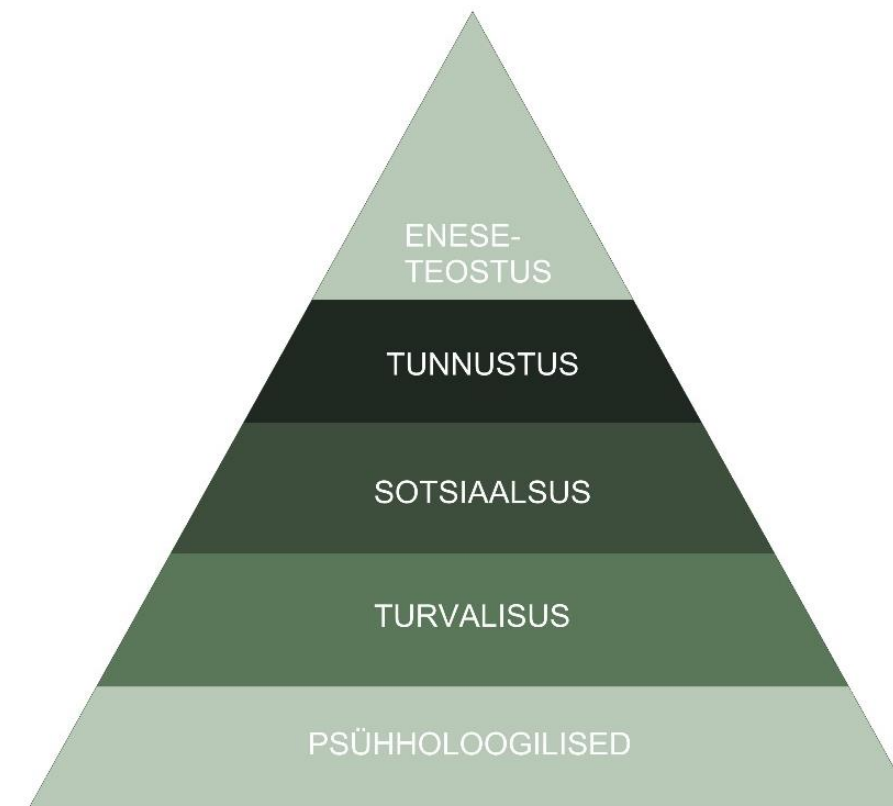 ENESE-
TEOSTUS
TUNNUSTUS
SOTSIAALSUS
TURVALISUS
PSÜHHOLOOGILISED